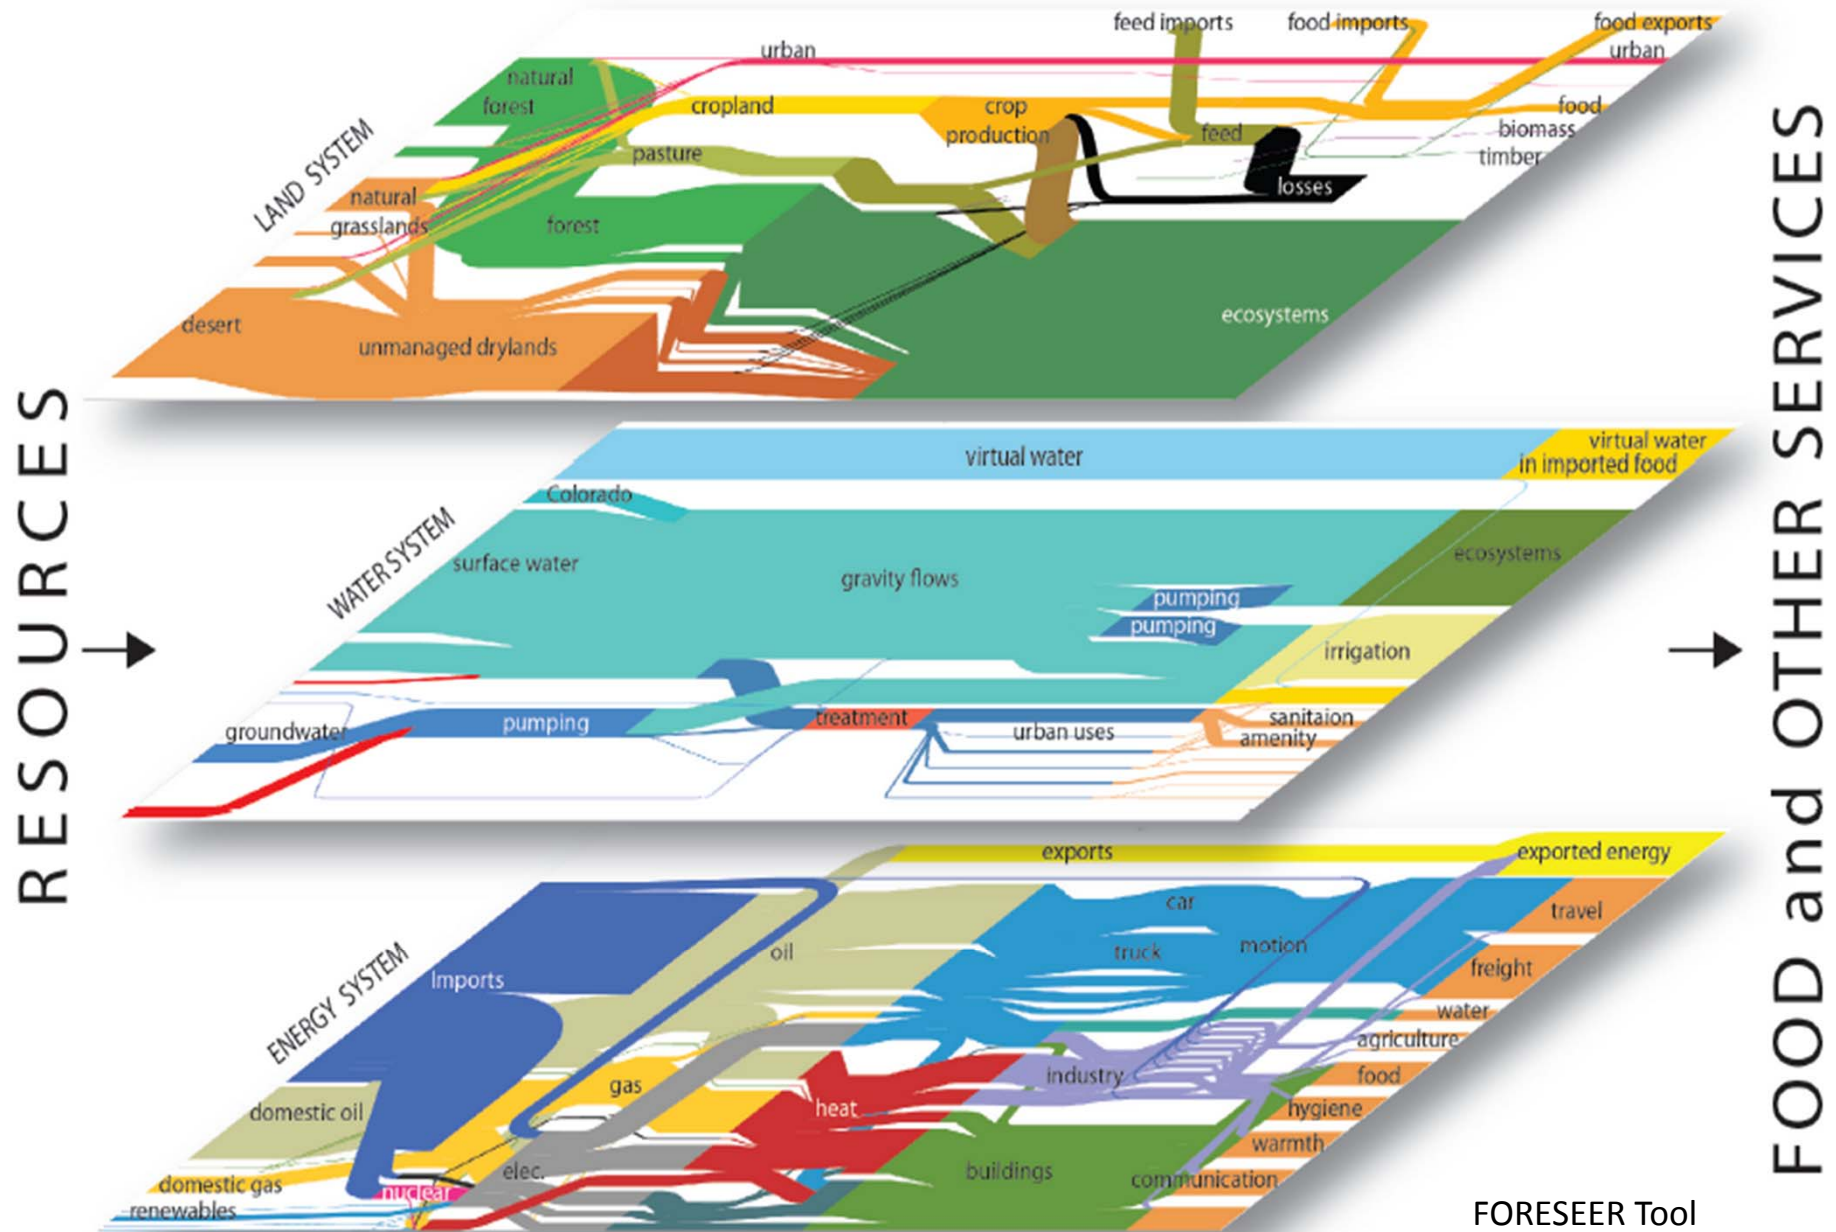 RESOURCES
FOOD and OTHER SERVICES
LAND SYSTEM
feed imports
food imports
food exports
urban
urban
natural
forest
cropland
crop
production
food
feed
biomass
pasture
timber
losses
natural
grasslands
forest
desert
unmanaged drylands
ecosystems
WATER SYSTEM
virtual water
virtual water
in imported food
Colorado
surface water
gravity flows
ecosystems
pumping
pumping
irrigation
groundwater
pumping
treatment
urban uses
sanitaion
amenity
ENERGY SYSTEM
exports
exported energy
car
travel
oil
truck
motion
Imports
freight
water
agriculture
gas
industry
food
domestic oil
heat
hygiene
warmth
elec.
buildings
communication
domestic gas
nuclear
renewables
FORESEER Tool